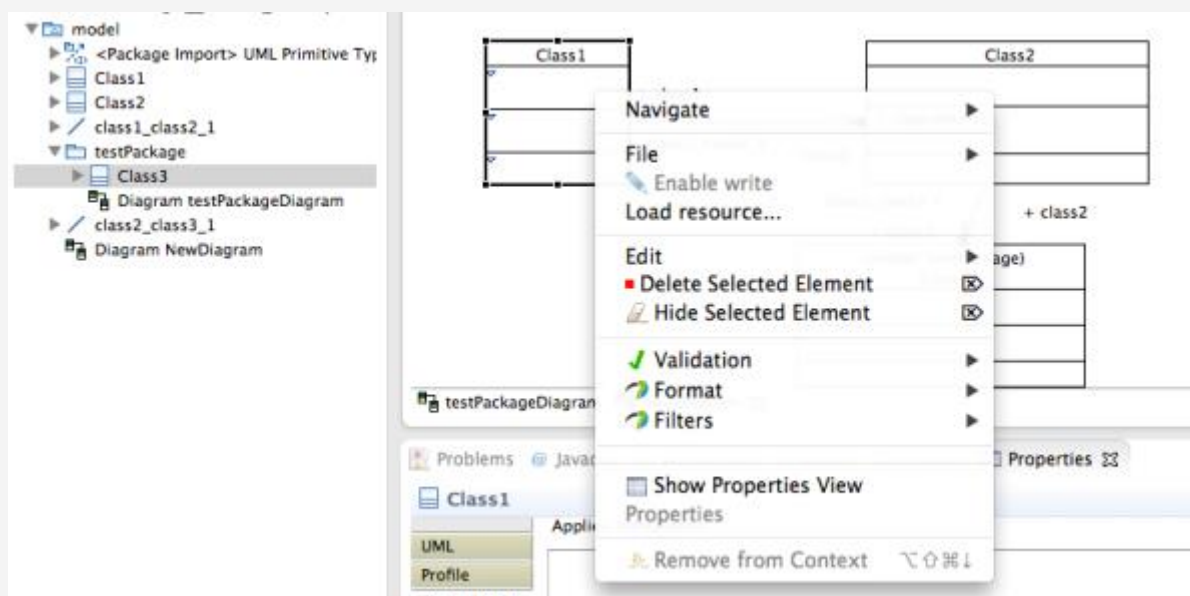 model
<Package Import> UML Primitive Typ
Class1
Class2
class1_class2_1
testPackage
Class3
Diagram testPackageDiagram
class2_class3_1
Diagram NewDiagram
Class1
Class2
Navigate
File
Enable write
Load resource...
+ class2
Edit
age)
Delete Selected Element
Hide Selected Element
Validation
Format
Filters
testPackageDiagran
Problems @ Javac
Properties
Class1
Show Properties View
Properties
Applie
UML
Profile
Remove from Context ⌥⇧⌘↓